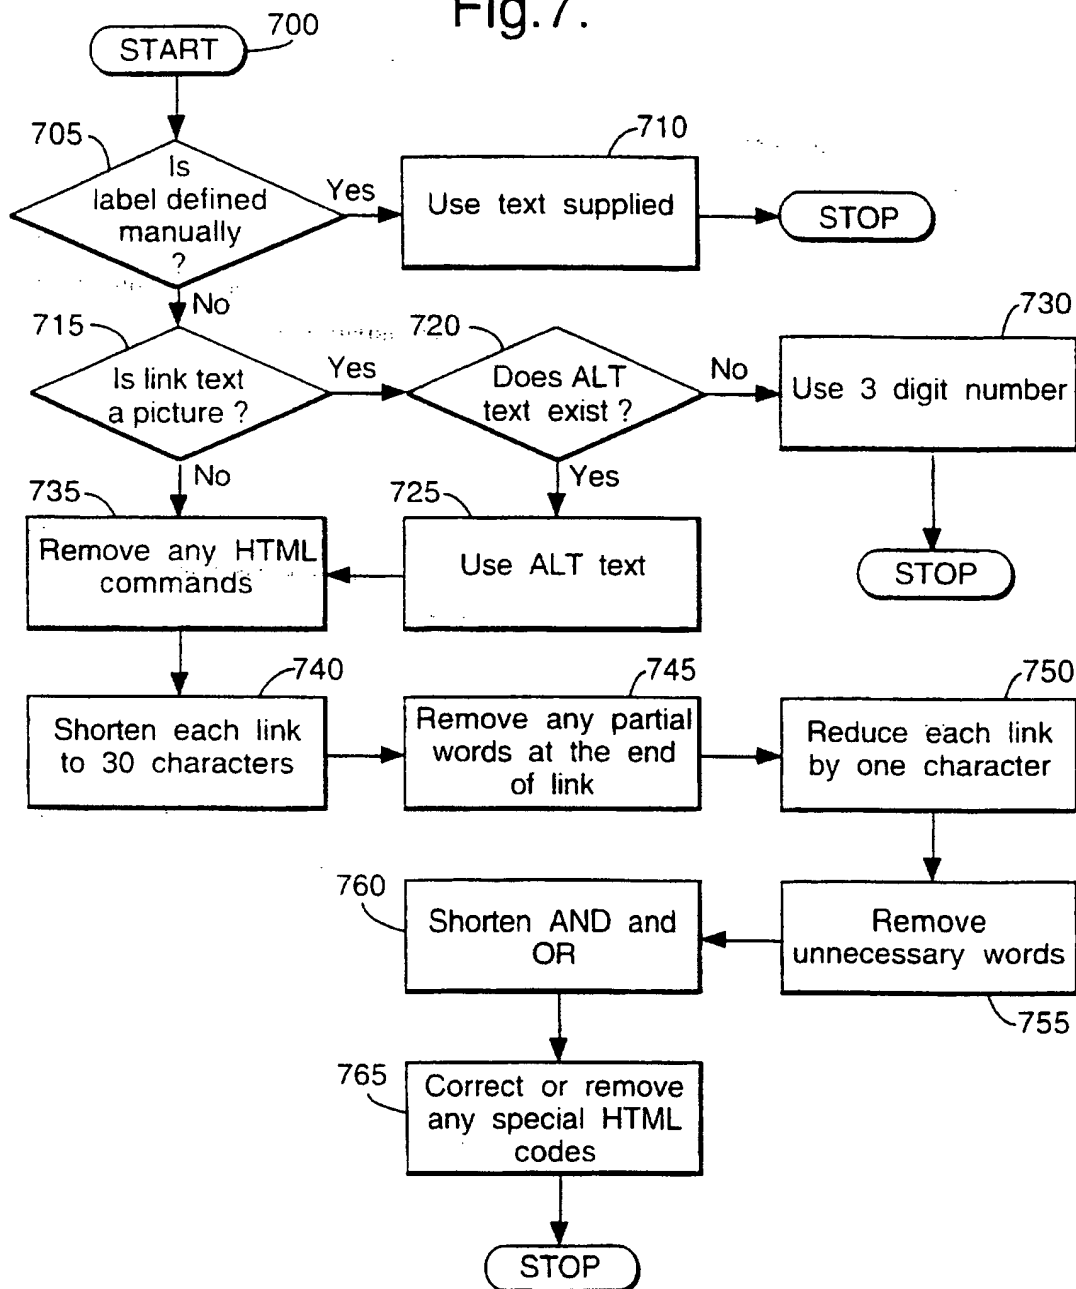 Fig.7.
START
700
705
Is
label defined
manually
?
Yes
710
Use text supplied
STOP
No
715
Is link text
a picture ?
Yes
720
Does ALT
text exist ?
No
730
Use 3 digit number
STOP
No
Yes
735
Remove any HTML
commands
725
Use ALT text
740
Shorten each link
to 30 characters
745
Remove any partial
words at the end
of link
750
Reduce each link
by one character
760
Shorten AND and
OR
Remove
unnecessary words
755
765
Correct or remove
any special HTML
codes
STOP